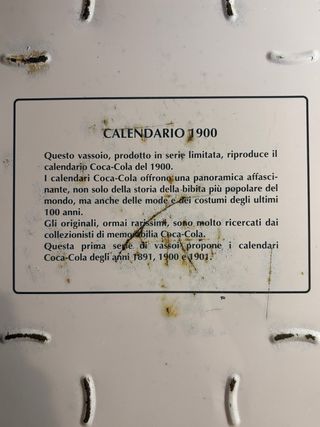 CALENDARIO 1900
Questo vassoio, prodotto in serie limitata, riproduce il
calendario Coca-Cola del 1900.
I calendari Coca-Cola offrono una panoramica affasci-
nante, non solo della storia della bibita più popolare del
mondo, ma anche delle mode e dei costumi degli ultimi
100 anni.
Gli originali, ormai rarissimi, sono molto ricercati dai
collezionisti di memorabilia Coca-Cola.
Questa prima serie di vassoi propone i calendari
Coca-Cola degli anni 1891, 1900 e 1901.